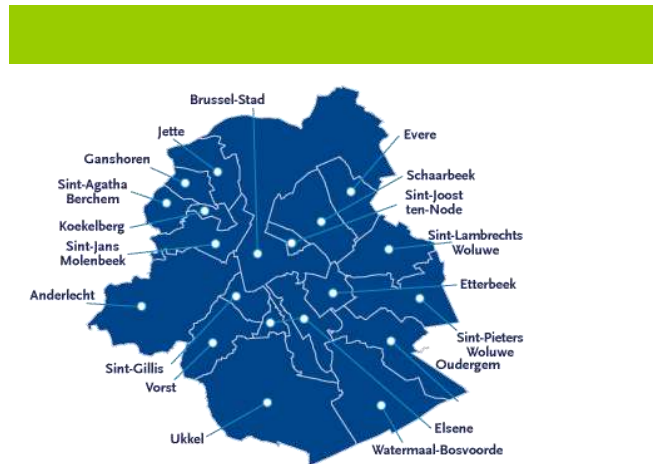 Brussel-Stad
Jette
Evere
Ganshoren
Schaarbeek
Sint-Agatha
Berchem
Sint-Joost
ten-Node
Koekelberg
Sint-Lambrechts
Woluwe
Sint-Jans
Molenbeek
Etterbeek
Anderlecht
Sint-Pieters
Woluwe
Oudergem
Sint-Gillis
Vorst
Elsene
Ukkel
Watermaal-Bosvoorde